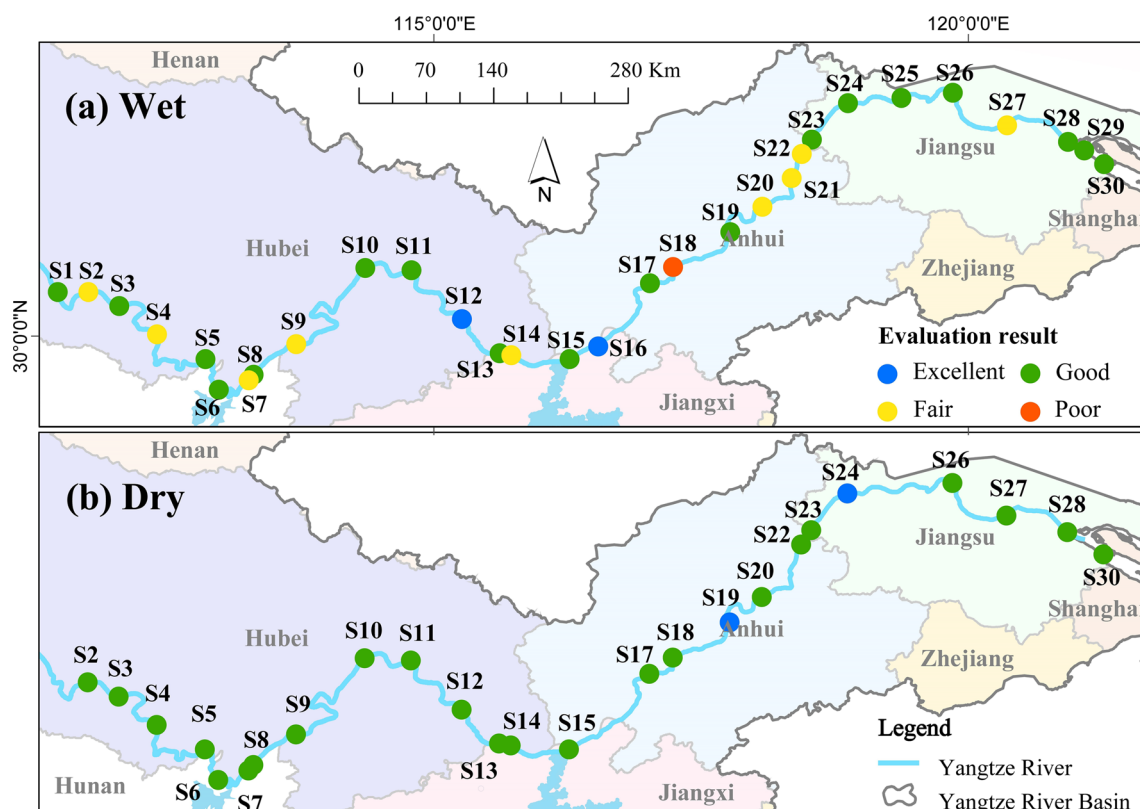 115°0'0"E
120°0'0"E
30°0'0"N
(a) Wet
Henan
0 70 140 280 Km
N
Hubei
Anhui
Jiangsu
Shangha
Zhejiang
Jiangxi
S1
S2
S3
S4
S5
S6
S7
S8
S9
S10
S11
S12
S13
S14
S15
S16
S17
S18
S19
S20
S21
S22
S23
S24
S25
S26
S27
S28
S29
S30
Evaluation result
Excellent
Good
Fair
Poor
(b) Dry
Henan
Hubei
Hunan
Anhui
Jiangsu
Shangha
Zhejiang
Jiangxi
S2
S3
S4
S5
S6
S7
S8
S9
S10
S11
S12
S13
S14
S15
S17
S18
S19
S20
S22
S23
S24
S26
S27
S28
S30
Legend
Yangtze River
Yangtze River Basin